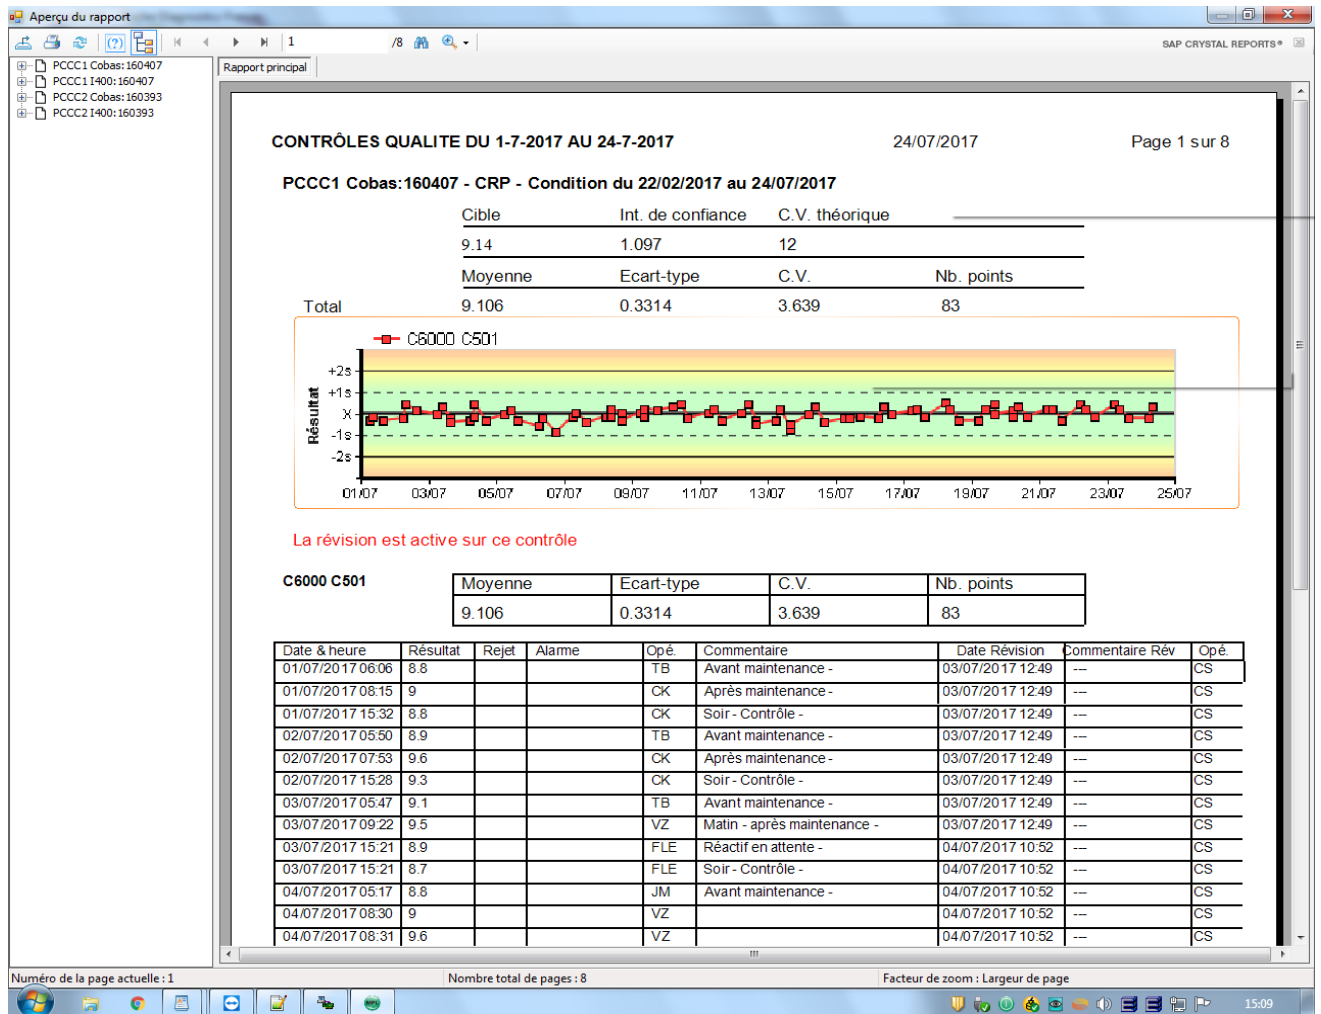 Aperçu du rapport
1 /8 SAP CRYSTAL REPORTS®
PCCC1 Cobas:160407
PCCC1 I400:160407
PCCC2 Cobas:160393
PCCC2 I400:160393
Rapport principal
CONTRÔLES QUALITE DU 1-7-2017 AU 24-7-2017 24/07/2017 Page 1 sur 8
PCCC1 Cobas:160407 - CRP - Condition du 22/02/2017 au 24/07/2017
Cible Int. de confiance C.V. théorique
9.14 1.097 12
Moyenne Ecart-type C.V. Nb. points
Total 9.106 0.3314 3.639 83
C6000 C501
+2s
+1s
X
-1s
-2s
Résultat
01/07 03/07 05/07 07/07 09/07 11/07 13/07 15/07 17/07 19/07 21/07 23/07 25/07
La révision est active sur ce contrôle
C6000 C501 Moyenne Ecart-type C.V. Nb. points
9.106 0.3314 3.639 83
Date & heure Résultat Rejet Alarme Opé. Commentaire Date Révision Commentaire Rév Opé.
01/07/2017 06:06 8.8 TB Avant maintenance - 03/07/2017 12:49 --- CS
01/07/2017 08:15 9 CK Après maintenance - 03/07/2017 12:49 --- CS
01/07/2017 15:32 8.8 CK Soir - Contrôle - 03/07/2017 12:49 --- CS
02/07/2017 05:50 8.9 TB Avant maintenance - 03/07/2017 12:49 --- CS
02/07/2017 07:53 9.6 CK Après maintenance - 03/07/2017 12:49 --- CS
02/07/2017 15:28 9.3 CK Soir - Contrôle - 03/07/2017 12:49 --- CS
03/07/2017 05:47 9.1 TB Avant maintenance - 03/07/2017 12:49 --- CS
03/07/2017 09:22 9.5 VZ Matin - après maintenance - 03/07/2017 12:49 --- CS
03/07/2017 15:21 8.9 FLE Réactif en attente - 04/07/2017 10:52 --- CS
03/07/2017 15:21 8.7 FLE Soir - Contrôle - 04/07/2017 10:52 --- CS
04/07/2017 05:17 8.8 JM Avant maintenance - 04/07/2017 10:52 --- CS
04/07/2017 08:30 9 VZ 04/07/2017 10:52 --- CS
04/07/2017 08:31 9.6 VZ 04/07/2017 10:52 --- CS
Numéro de la page actuelle : 1 Nombre total de pages : 8 Facteur de zoom : Largeur de page
15:09